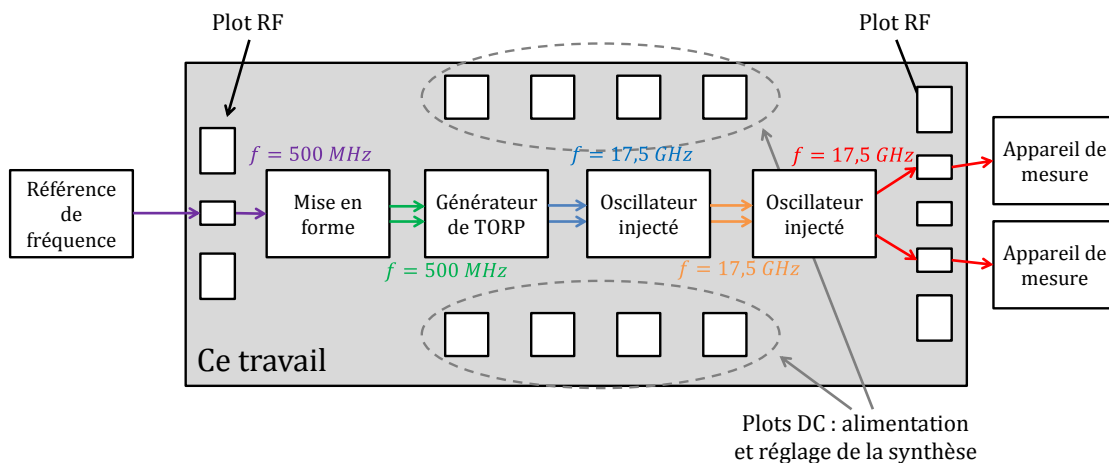 Plot RF
Plot RF
f = 500 MHz
f = 17,5 GHz
f = 17,5 GHz
Référence
de
fréquence
Mise en
forme
Générateur
de TORP
Oscillateur
injecté
Oscillateur
injecté
Appareil de
mesure
Appareil de
mesure
f = 500 MHz
f = 17,5 GHz
Ce travail
Plots DC : alimentation
et réglage de la synthèse